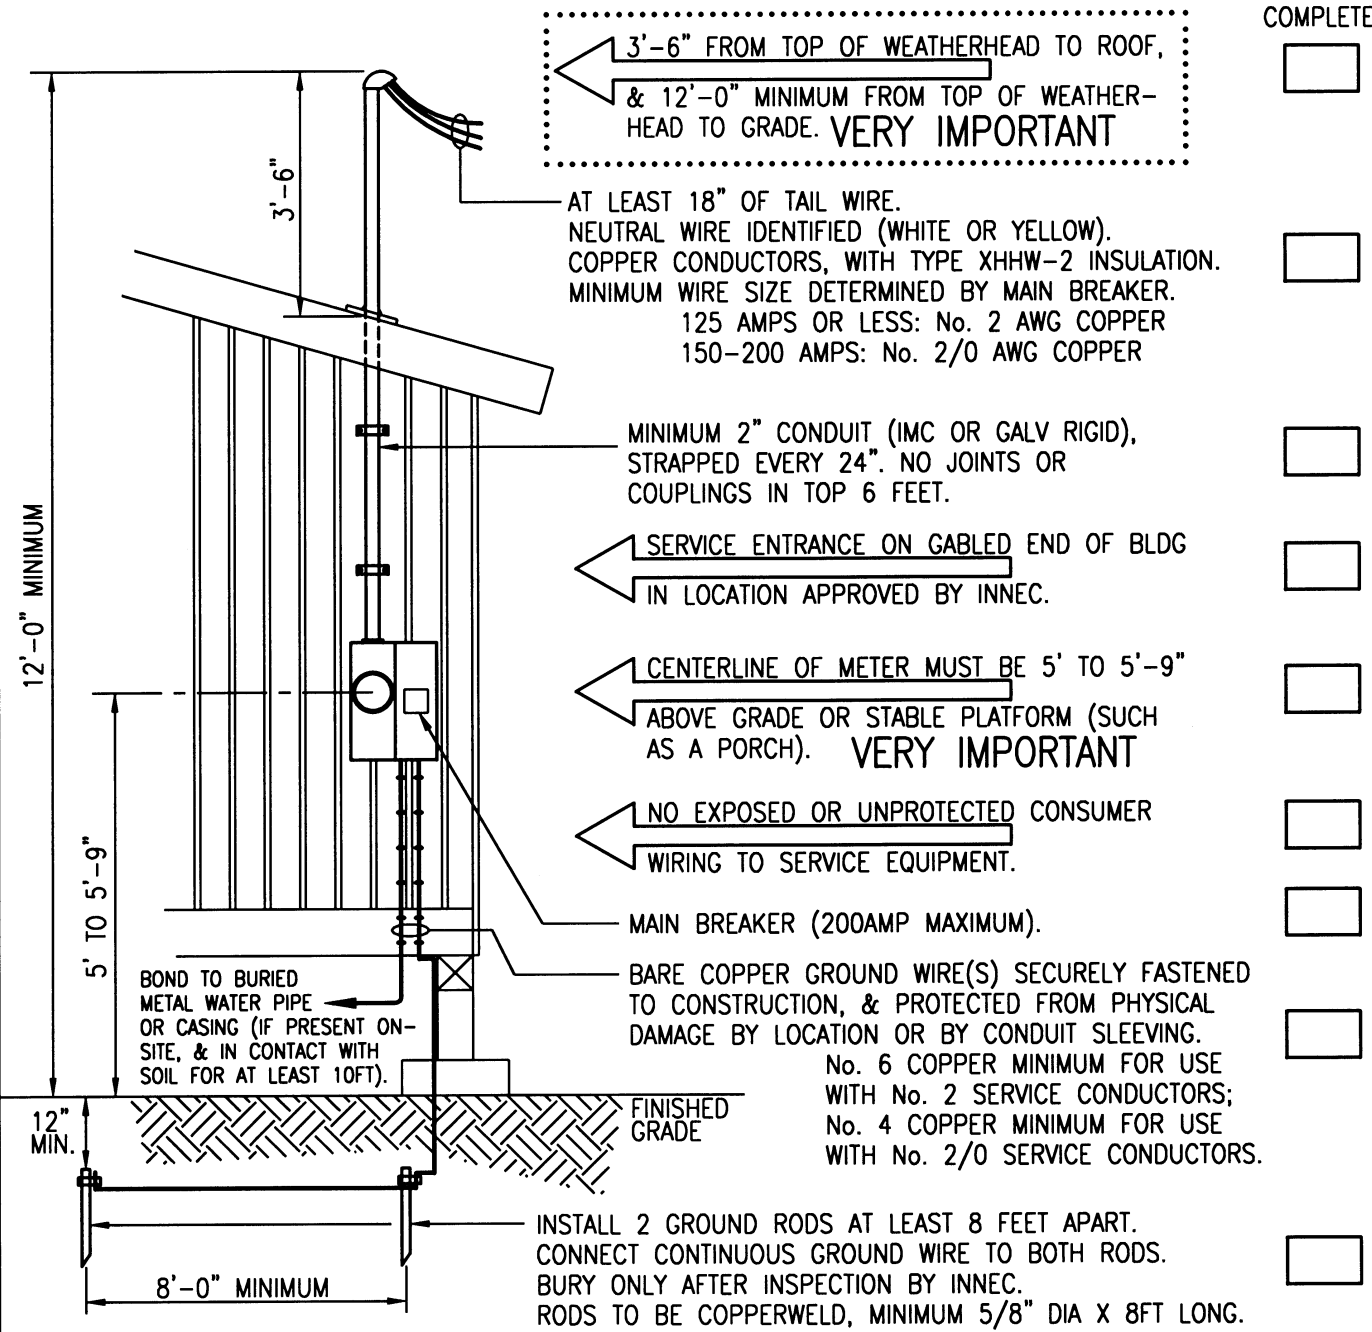 COMPLETE
3'-6" FROM TOP OF WEATHERHEAD TO ROOF,
& 12'-0" MINIMUM FROM TOP OF WEATHER-
HEAD TO GRADE. VERY IMPORTANT
3'-6"
AT LEAST 18" OF TAIL WIRE.
NEUTRAL WIRE IDENTIFIED (WHITE OR YELLOW).
COPPER CONDUCTORS, WITH TYPE XHHW-2 INSULATION.
MINIMUM WIRE SIZE DETERMINED BY MAIN BREAKER.
125 AMPS OR LESS: No. 2 AWG COPPER
150-200 AMPS: No. 2/0 AWG COPPER
MINIMUM 2" CONDUIT (IMC OR GALV RIGID),
STRAPPED EVERY 24". NO JOINTS OR
COUPLINGS IN TOP 6 FEET.
12'-0" MINIMUM
SERVICE ENTRANCE ON GABLED END OF BLDG
IN LOCATION APPROVED BY INNEC.
CENTERLINE OF METER MUST BE 5' TO 5'-9"
ABOVE GRADE OR STABLE PLATFORM (SUCH
AS A PORCH). VERY IMPORTANT
NO EXPOSED OR UNPROTECTED CONSUMER
WIRING TO SERVICE EQUIPMENT.
5' TO 5'-9"
MAIN BREAKER (200AMP MAXIMUM).
BOND TO BURIED
METAL WATER PIPE
OR CASING (IF PRESENT ON-
SITE, & IN CONTACT WITH
SOIL FOR AT LEAST 10FT).
BARE COPPER GROUND WIRE(S) SECURELY FASTENED
TO CONSTRUCTION, & PROTECTED FROM PHYSICAL
DAMAGE BY LOCATION OR BY CONDUIT SLEEVING.
No. 6 COPPER MINIMUM FOR USE
WITH No. 2 SERVICE CONDUCTORS;
No. 4 COPPER MINIMUM FOR USE
WITH No. 2/0 SERVICE CONDUCTORS.
12"
MIN.
FINISHED
GRADE
INSTALL 2 GROUND RODS AT LEAST 8 FEET APART.
CONNECT CONTINUOUS GROUND WIRE TO BOTH RODS.
BURY ONLY AFTER INSPECTION BY INNEC.
RODS TO BE COPPERWELD, MINIMUM 5/8" DIA X 8FT LONG.
8'-0" MINIMUM